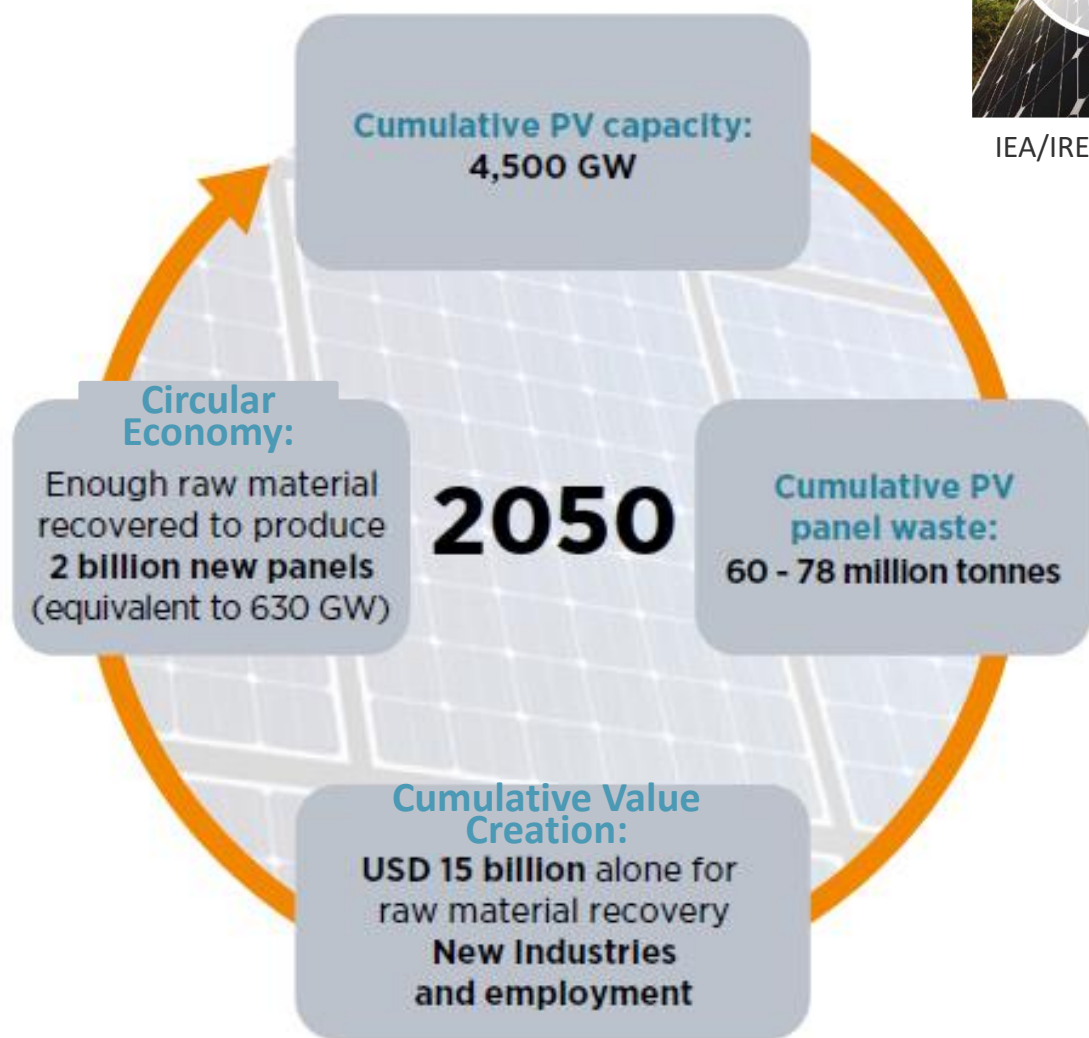 Cumulative PV capacity:
4,500 GW
IEA/IRE
Circular
Economy:
Enough raw material
recovered to produce
2 billion new panels
(equivalent to 630 GW)
2050
Cumulative PV
panel waste:
60 - 78 million tonnes
Cumulative Value
Creation:
USD 15 billion alone for
raw material recovery
New Industries
and employment